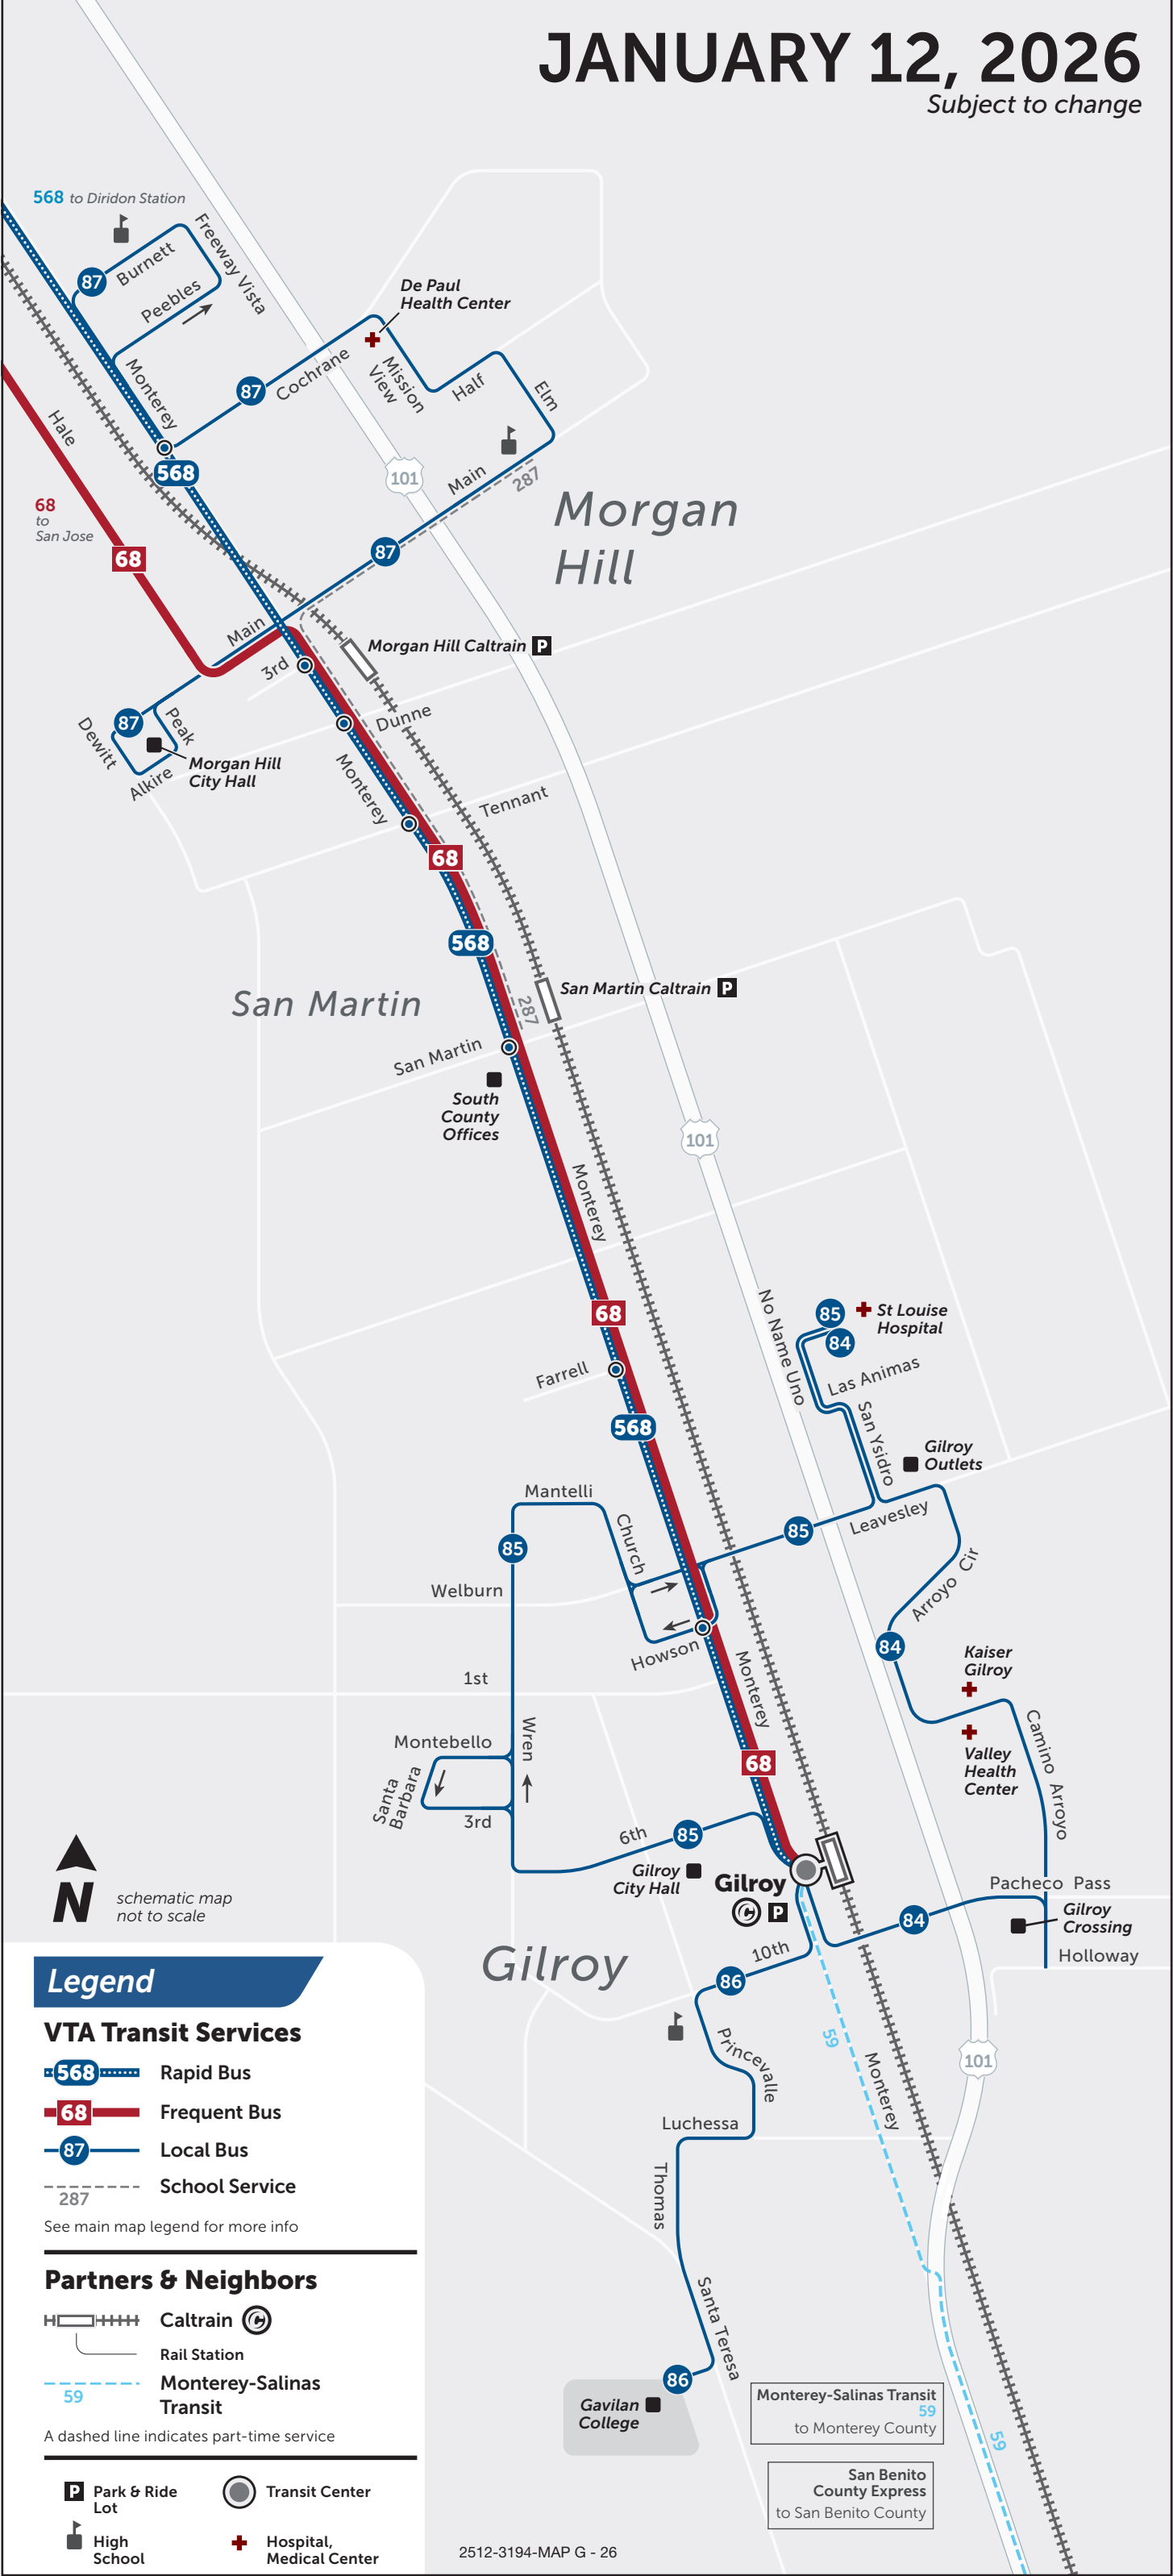 JANUARY 12, 2026
Subject to change
568 to Diridon Station
Freeway Vista
87
Burnett
Peebles
De Paul
Health Center
Monterey
Cochrane
Mission
View
87
Half
Elm
Hale
568
101
Main
287
Morgan
Hill
68
to
San Jose
68
87
Main
3rd
Morgan Hill Caltrain P
Dunne
87
Peak
Dewitt
Morgan Hill
City Hall
Alkire
Monterey
Tennant
68
568
San Martin
San Martin Caltrain P
287
San Martin
South
County
Offices
101
Monterey
No Name Uno
68
85
St Louise
Hospital
84
Farrell
Las Animas
San Ysidro
568
Gilroy
Outlets
Mantelli
Church
85
85
Leavesley
Arroyo Cir
Welburn
Howson
84
Monterey
Kaiser
Gilroy
1st
Wren
Montebello
Santa
Barbara
68
Valley
Health
Center
Camino Arroyo
3rd
6th
85
Gilroy
City Hall
Gilroy
C P
Pacheco Pass
84
Gilroy
Crossing
Holloway
N
schematic map
not to scale
Gilroy
10th
86
59
Princevalle
Monterey
101
Luchessa
Thomas
Santa Teresa
86
Gavilan
College
Monterey-Salinas Transit
59
to Monterey County
59
San Benito
County Express
to San Benito County
Legend
VTA Transit Services
568 Rapid Bus
68 Frequent Bus
87 Local Bus
287 School Service
See main map legend for more info
Partners & Neighbors
Caltrain C
Rail Station
59 Monterey-Salinas
Transit
A dashed line indicates part-time service
P Park & Ride
Lot
Transit Center
High
School
Hospital,
Medical Center
2512-3194-MAP G - 26